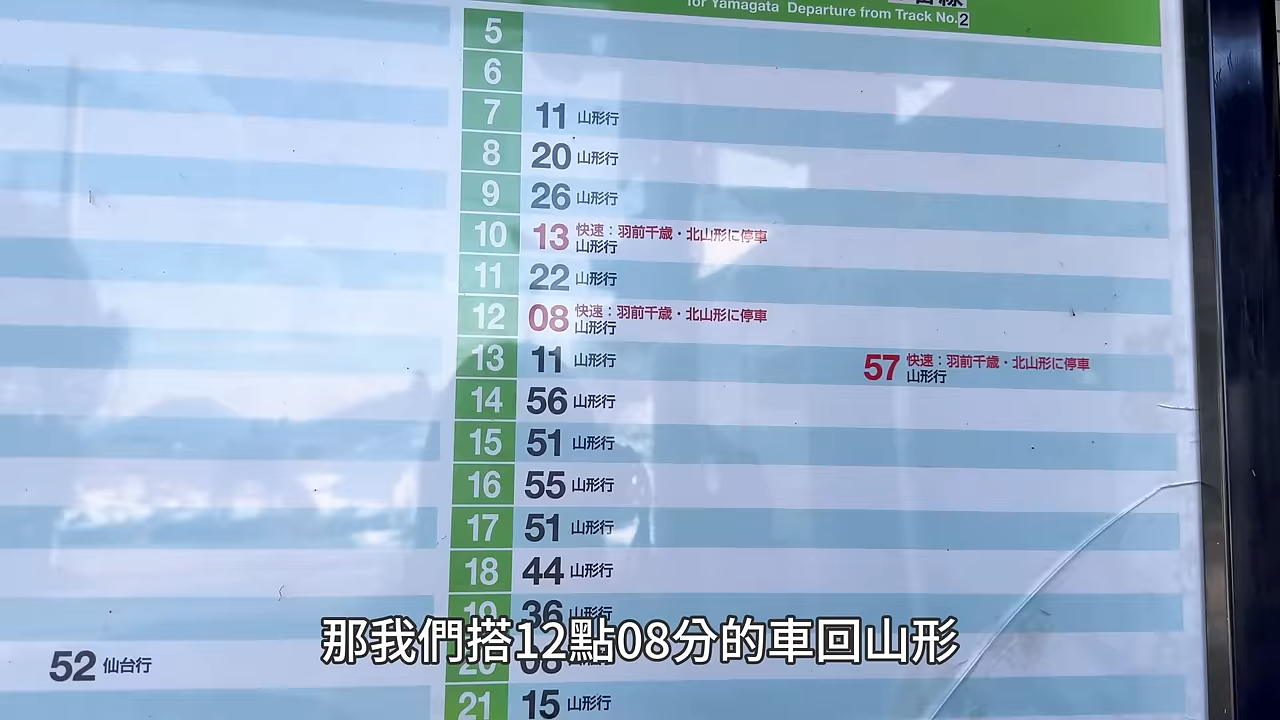 for Yamagata Departure from Track No.2
5
6
7 11 山形行
8 20 山形行
9 26 山形行
10 13 快速：羽前千歳・北山形に停車
山形行
11 22 山形行
12 08 快速：羽前千歳・北山形に停車
山形行
13 11 山形行 57 快速：羽前千歳・北山形に停車
山形行
14 56 山形行
15 51 山形行
16 55 山形行
17 51 山形行
18 44 山形行
19 36 山形行
52 仙台行 20 08
21 15 山形行
那我們搭12點08分的車回山形